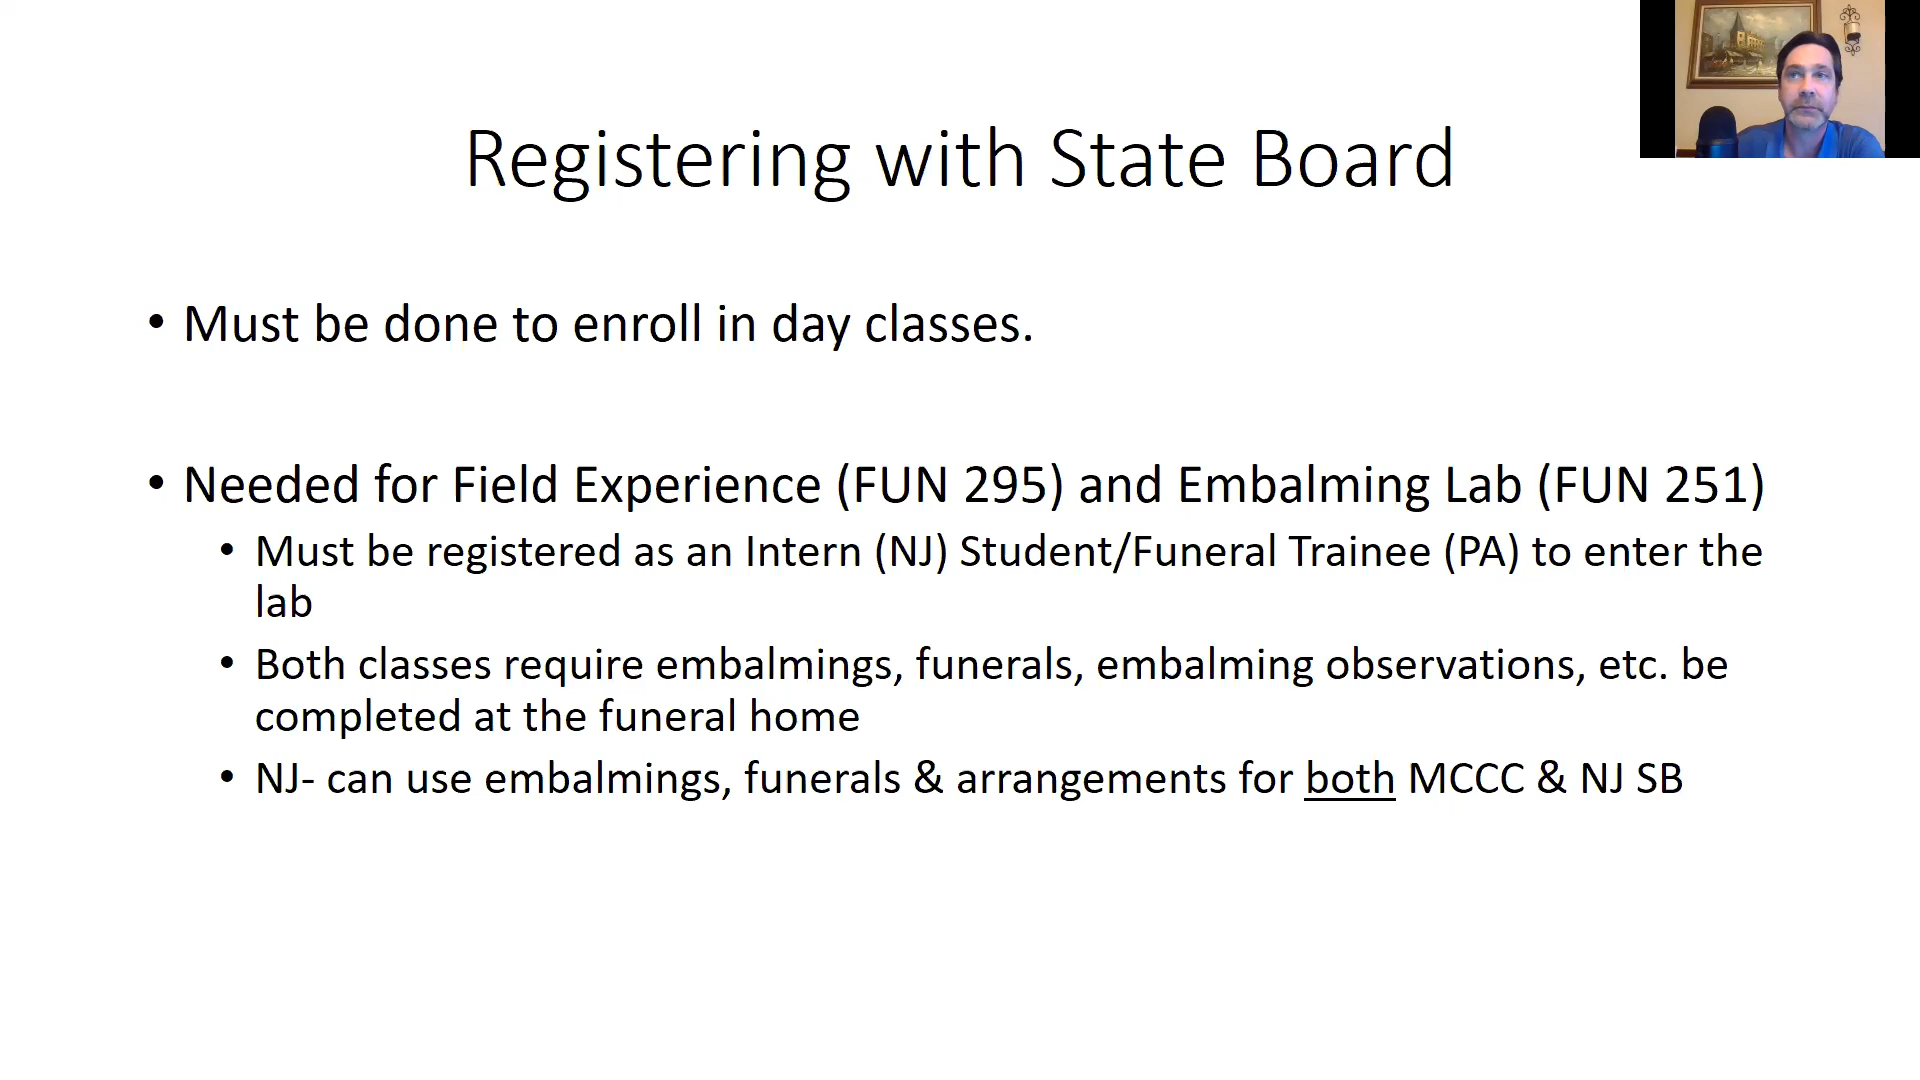 Registering with State Board
• Must be done to enroll in day classes.
• Needed for Field Experience (FUN 295) and Embalming Lab (FUN 251)
• Must be registered as an Intern (NJ) Student/Funeral Trainee (PA) to enter the
lab
• Both classes require embalmings, funerals, embalming observations, etc. be
completed at the funeral home
• NJ- can use embalmings, funerals & arrangements for both MCCC & NJ SB